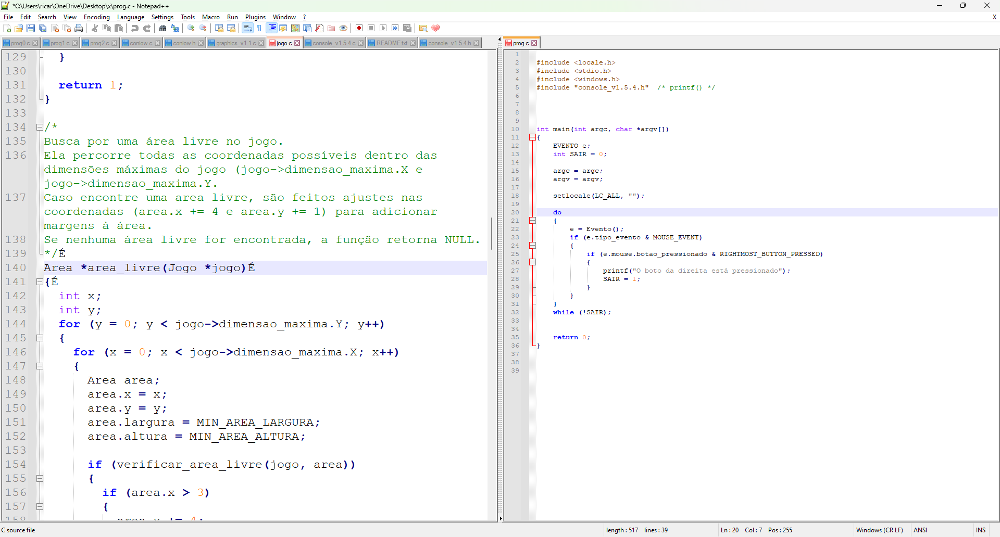 *C:\Users\ricar\OneDrive\Desktop\x\prog.c - Notepad++
File Edit Search View Encoding Language Settings Tools Macro Run Plugins Window ? X
prog0.c prog1.c prog2.c coniow.c coniow.h graphics_v1.1.c jogo.c console_v1.5.4.c README.txt console_v1.5.4.h
129 }
130
131 return 1;
132 }
133
134 /*
135 Busca por uma área livre no jogo.
136 Ela percorre todas as coordenadas possíveis dentro das
dimensões máximas do jogo (jogo->dimensao_maxima.X e
jogo->dimensao_maxima.Y.
137 Caso encontre uma area livre, são feitos ajustes nas
coordenadas (area.x += 4 e area.y += 1) para adicionar
margens à área.
138 Se nenhuma área livre for encontrada, a função retorna NULL.
139 */É
140 Area *area_livre(Jogo *jogo)É
141 {É
142 int x;
143 int y;
144 for (y = 0; y < jogo->dimensao_maxima.Y; y++)
145 {
146 for (x = 0; x < jogo->dimensao_maxima.X; x++)
147 {
148 Area area;
149 area.x = x;
150 area.y = y;
151 area.largura = MIN_AREA_LARGURA;
152 area.altura = MIN_AREA_ALTURA;
153
154 if (verificar_area_livre(jogo, area))
155 {
156 if (area.x > 3)
157 {
158 area.x += 4;
prog.c
1
2 #include <locale.h>
3 #include <stdio.h>
4 #include <windows.h>
5 #include "console_v1.5.4.h" /* printf() */
6
7
8
9
10 int main(int argc, char *argv[])
11 {
12 EVENTO e;
13 int SAIR = 0;
14
15 argc = argc;
16 argv = argv;
17
18 setlocale(LC_ALL, "");
19
20 do
21 {
22 e = Evento();
23 if (e.tipo_evento & MOUSE_EVENT)
24 {
25 if (e.mouse.botao_pressionado & RIGHTMOST_BUTTON_PRESSED)
26 {
27 printf("O boto da direita está pressionado");
28 SAIR = 1;
29 }
30 }
31 }
32 while (!SAIR);
33
34
35 return 0;
36 }
37
38
39
C source file length : 517 lines : 39 Ln : 20 Col : 7 Pos : 255 Windows (CR LF) ANSI INS